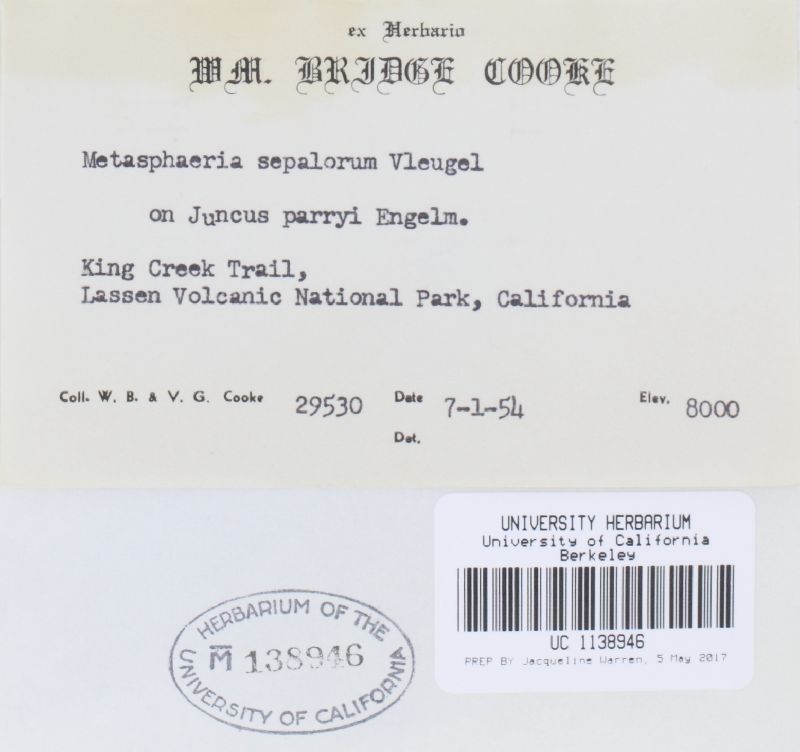 ex Herbario
WM. BRIDGE COOKE
Metasphaeria sepalorum Vleugel
on Juncus parryi Engelm.
King Creek Trail,
Lassen Volcanic National Park, California
Coll. W. B. & V. G. Cooke 29530 Date 7-1-54 Elev. 8000
Det.
UNIVERSITY HERBARIUM
University of California
Berkeley
UC 1138946
PREP BY Jacqueline Warren, 5 May 2017
HERBARIUM OF THE
M̅ 138946
UNIVERSITY OF CALIFORNIA